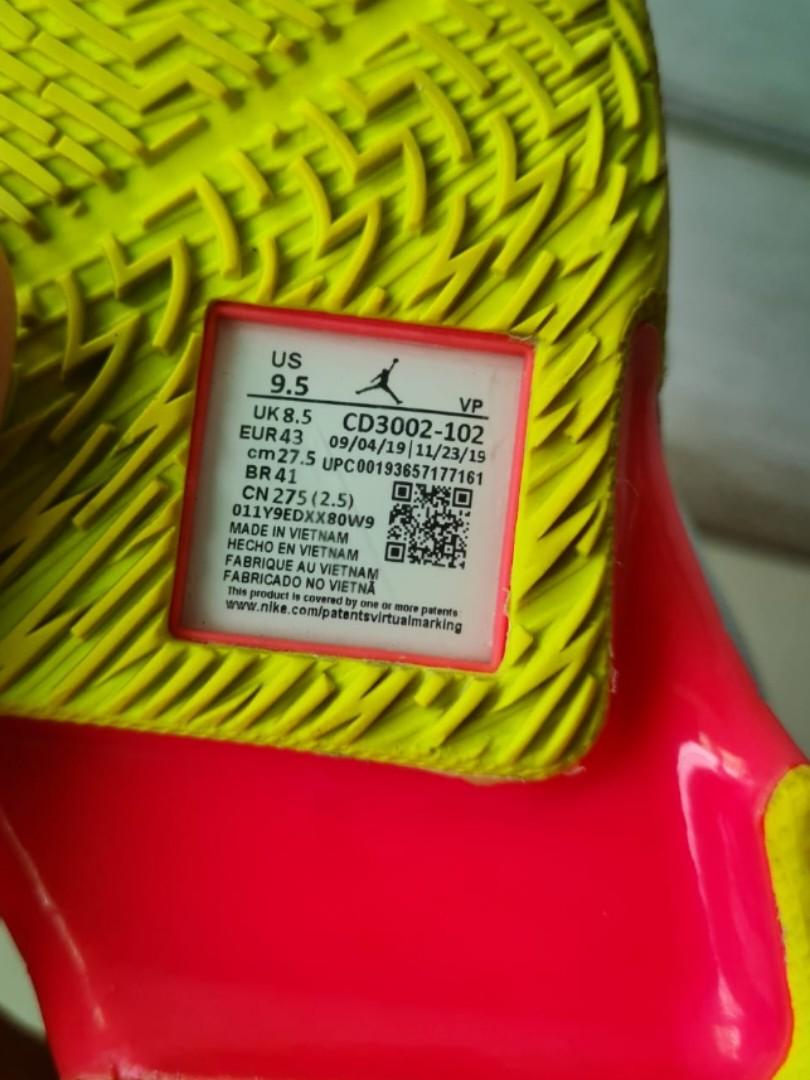 US
9.5
VP
UK 8.5 CD3002-102
EUR 43 09/04/19|11/23/19
cm 27.5 UPC00193657177161
BR 41
CN 275 (2.5)
011Y9EDXX80W9
MADE IN VIETNAM
HECHO EN VIETNAM
FABRIQUE AU VIETNAM
FABRICADO NO VIETNÃ
This product is covered by one or more patents
www.nike.com/patentsvirtualmarking